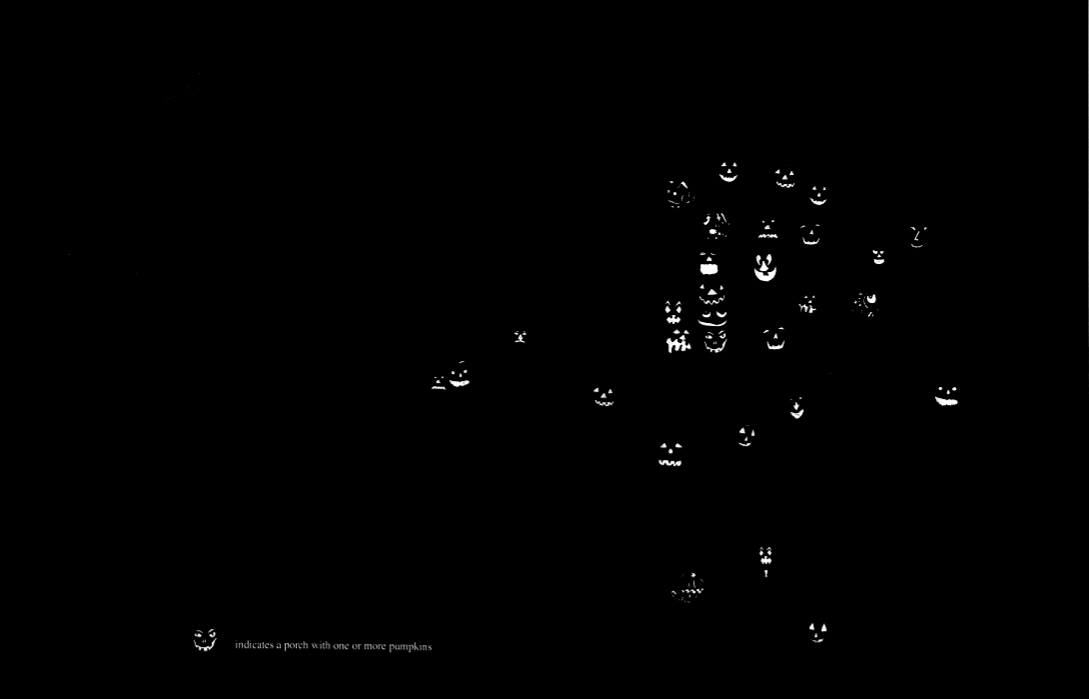 indicates a porch with one or more pumpkins